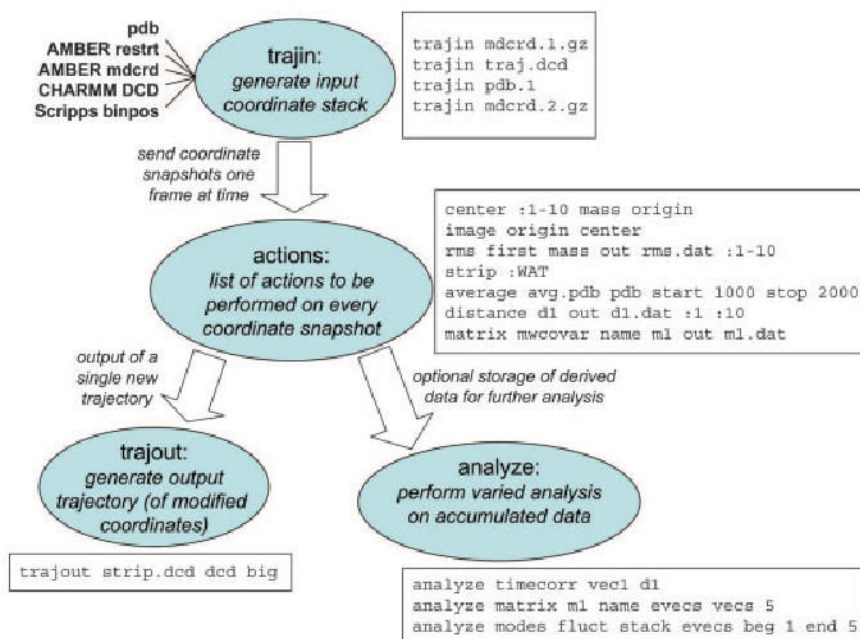 pdb
AMBER restrt
AMBER mdcrd
CHARMM DCD
Scripps binpos
trajin:
generate input
coordinate stack
trajin mdcrd.1.gz
trajin traj.dcd
trajin pdb.1
trajin mdcrd.2.gz
send coordinate
snapshots one
frame at time
actions:
list of actions to be
performed on every
coordinate snapshot
center :1-10 mass origin
image origin center
rms first mass out rms.dat :1-10
strip :WAT
average avg.pdb pdb start 1000 stop 2000
distance d1 out d1.dat :1 :10
matrix mwcovar name m1 out m1.dat
output of a
single new
trajectory
optional storage of derived
data for further analysis
trajout:
generate output
trajectory (of modified
coordinates)
trajout strip.dcd dcd big
analyze:
perform varied analysis
on accumulated data
analyze timecorr vec1 d1
analyze matrix m1 name evecs vecs 5
analyze modes fluct stack evecs beg 1 end 5